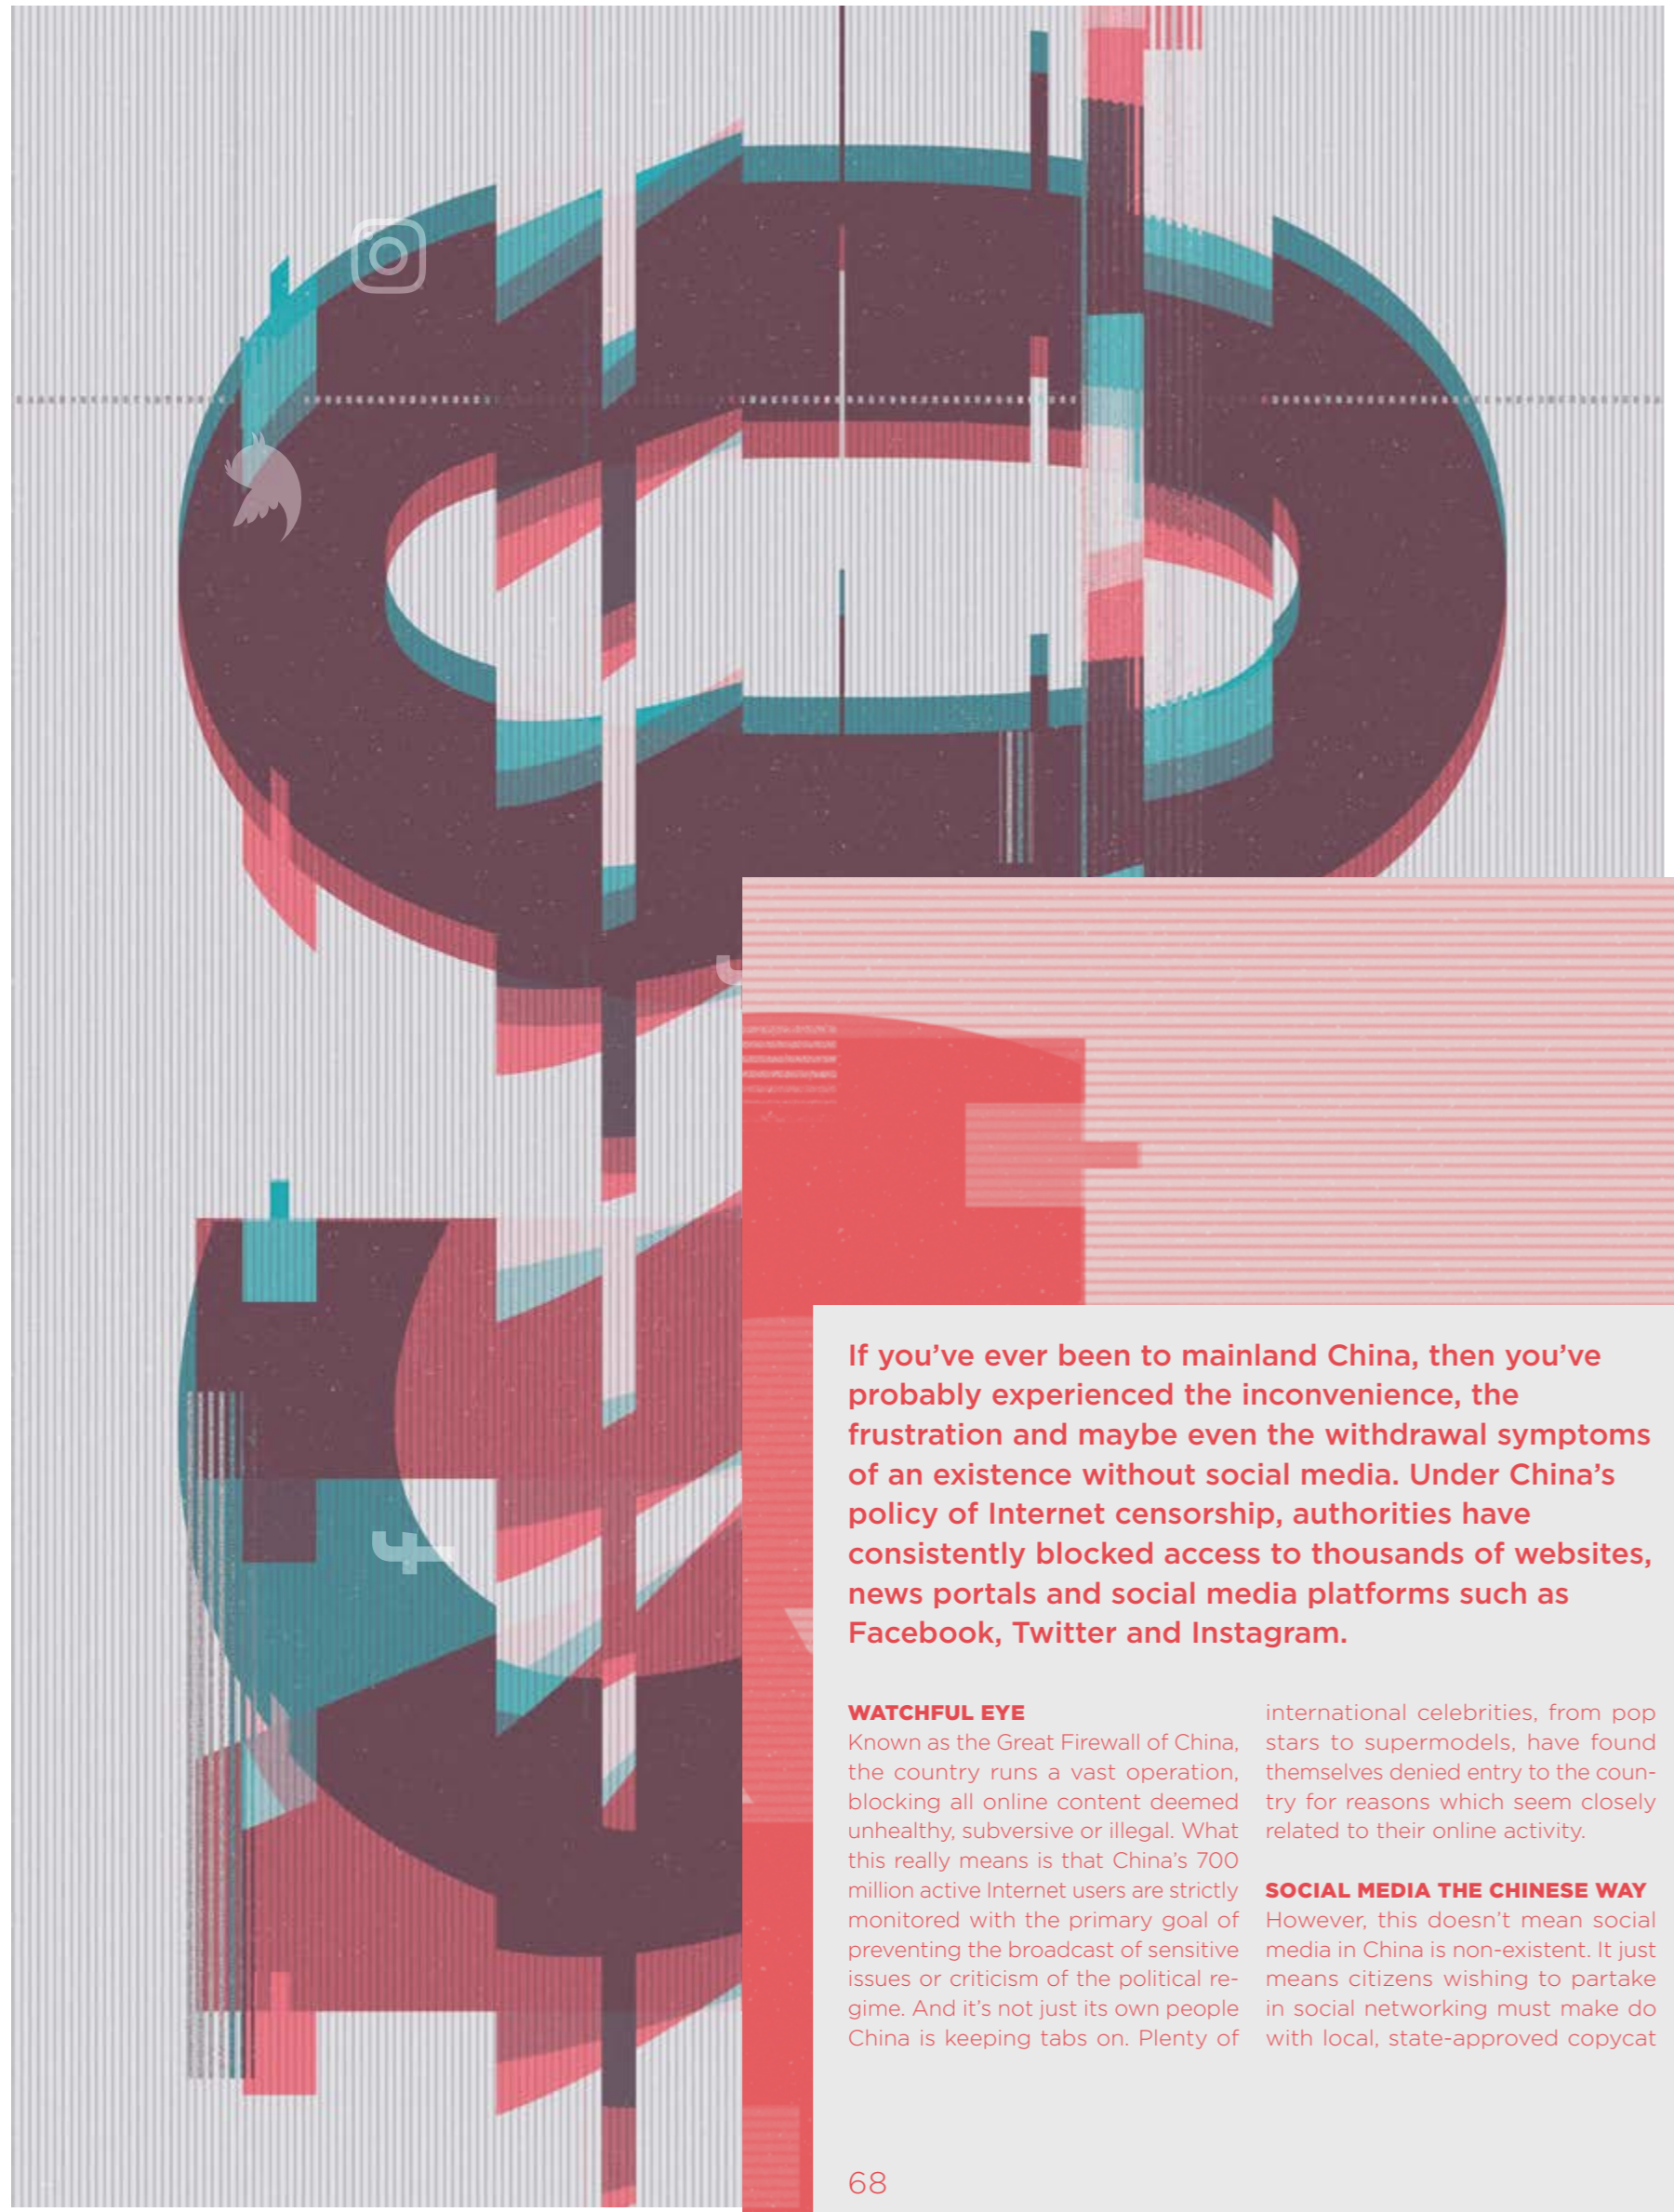 If you’ve ever been to mainland China, then you’ve
probably experienced the inconvenience, the
frustration and maybe even the withdrawal symptoms
of an existence without social media. Under China’s
policy of Internet censorship, authorities have
consistently blocked access to thousands of websites,
news portals and social media platforms such as
Facebook, Twitter and Instagram.
WATCHFUL EYE
Known as the Great Firewall of China,
the country runs a vast operation,
blocking all online content deemed
unhealthy, subversive or illegal. What
this really means is that China’s 700
million active Internet users are strictly
monitored with the primary goal of
preventing the broadcast of sensitive
issues or criticism of the political re-
gime. And it’s not just its own people
China is keeping tabs on. Plenty of
international celebrities, from pop
stars to supermodels, have found
themselves denied entry to the coun-
try for reasons which seem closely
related to their online activity.
SOCIAL MEDIA THE CHINESE WAY
However, this doesn’t mean social
media in China is non-existent. It just
means citizens wishing to partake
in social networking must make do
with local, state-approved copycat
68